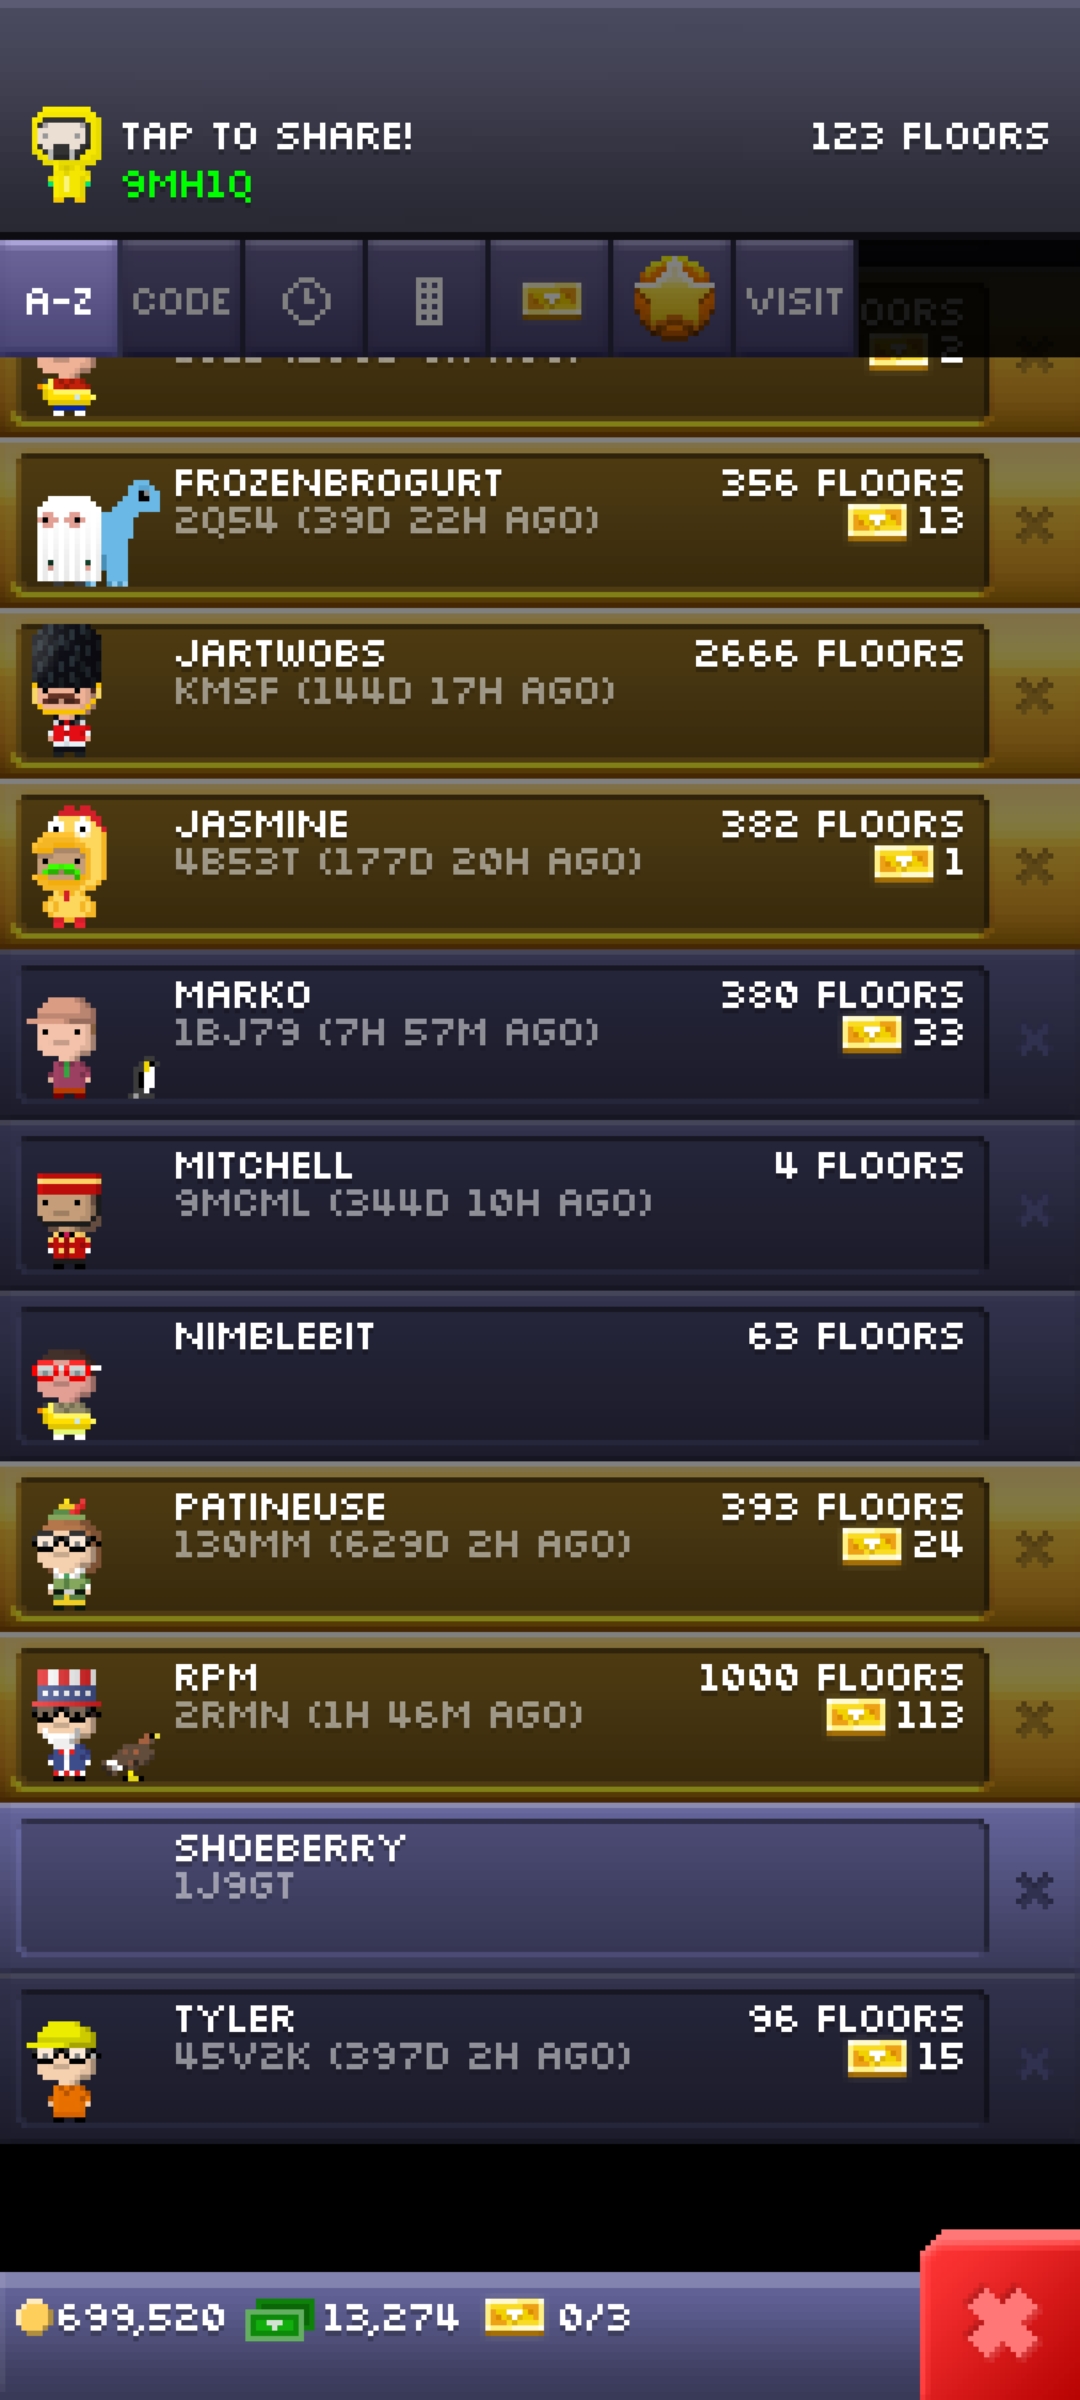 TAP TO SHARE!
123 FLOORS
9MH1Q
A-Z
CODE
VISIT
2
FROZENBROGURT
356 FLOORS
2Q54 (39D 22H AGO)
13
JARTWOBS
2666 FLOORS
KMSF (144D 17H AGO)
JASMINE
382 FLOORS
4B53T (177D 20H AGO)
1
MARKO
380 FLOORS
1BJ79 (7H 57M AGO)
33
MITCHELL
4 FLOORS
9MCML (344D 10H AGO)
NIMBLEBIT
63 FLOORS
PATINEUSE
393 FLOORS
130MM (629D 2H AGO)
24
RPM
1000 FLOORS
2RMN (1H 46M AGO)
113
SHOEBERRY
1J9GT
TYLER
96 FLOORS
45V2K (397D 2H AGO)
15
699,520
13,274
0/3